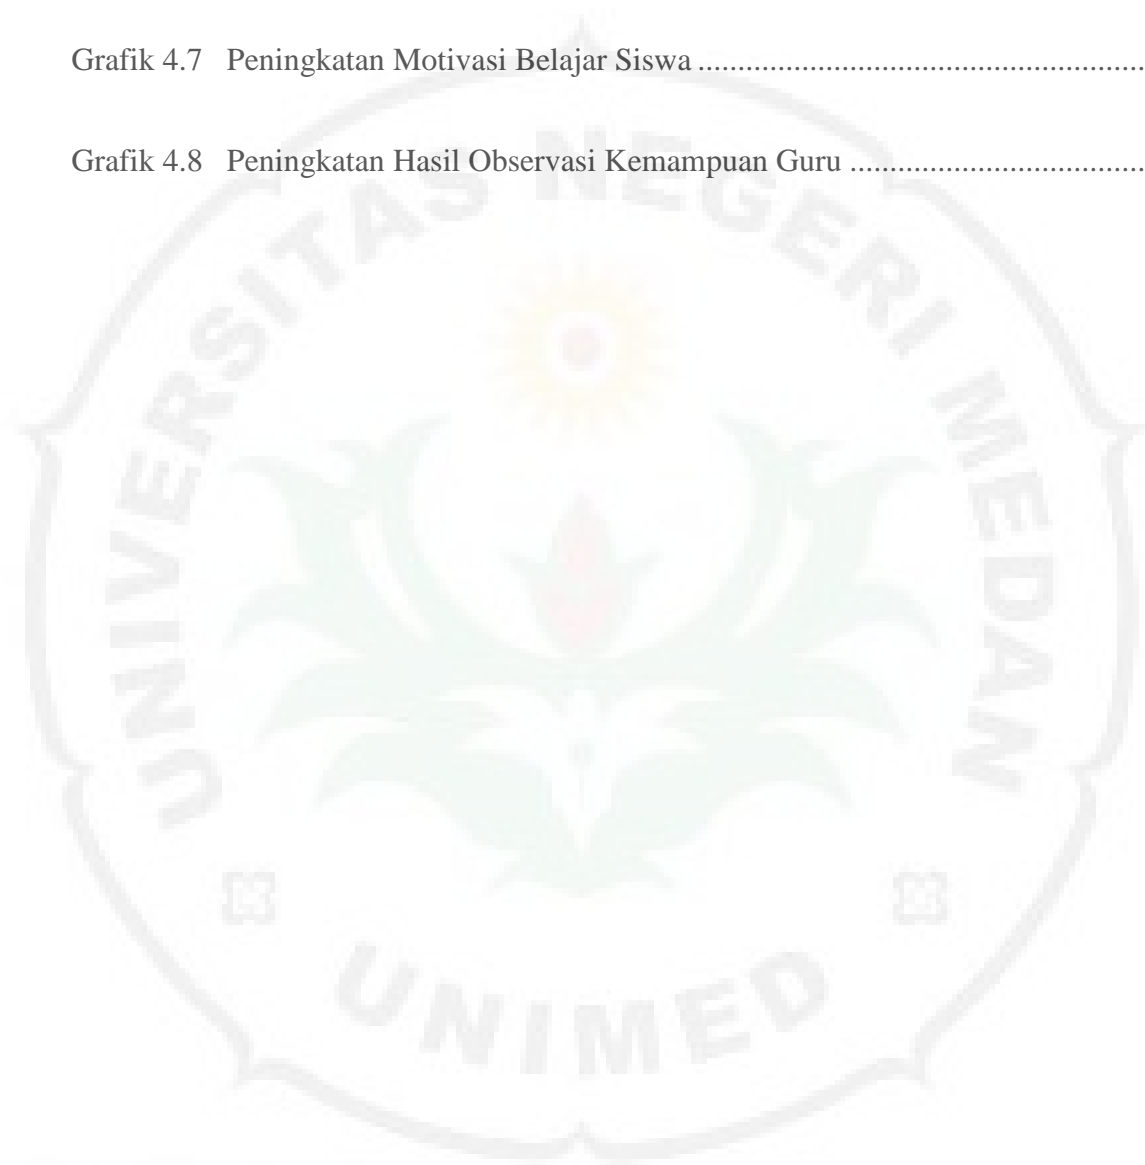 Grafik 4.7 Peningkatan Motivasi Belajar Siswa ........................................................
Grafik 4.8 Peningkatan Hasil Observasi Kemampuan Guru .....................................
UNIVERSITAS NEGERI MEDAN
UNIMED